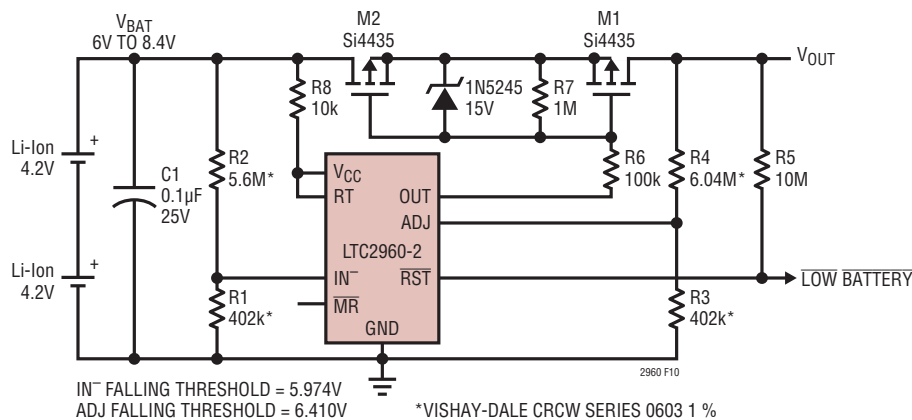 M2
Si4435
M1
Si4435
VBAT
6V TO 8.4V
VOUT
R8
10k
1N5245
15V
R7
1M
Li-Ion
4.2V
+
C1
0.1µF
25V
R2
5.6M*
VCC
RT
OUT
ADJ
LTC2960-2
IN–
RST
MR
GND
R6
100k
R4
6.04M*
R5
10M
Li-Ion
4.2V
+
R1
402k*
R3
402k*
LOW BATTERY
2960 F10
IN– FALLING THRESHOLD = 5.974V
ADJ FALLING THRESHOLD = 6.410V
*VISHAY-DALE CRCW SERIES 0603 1 %